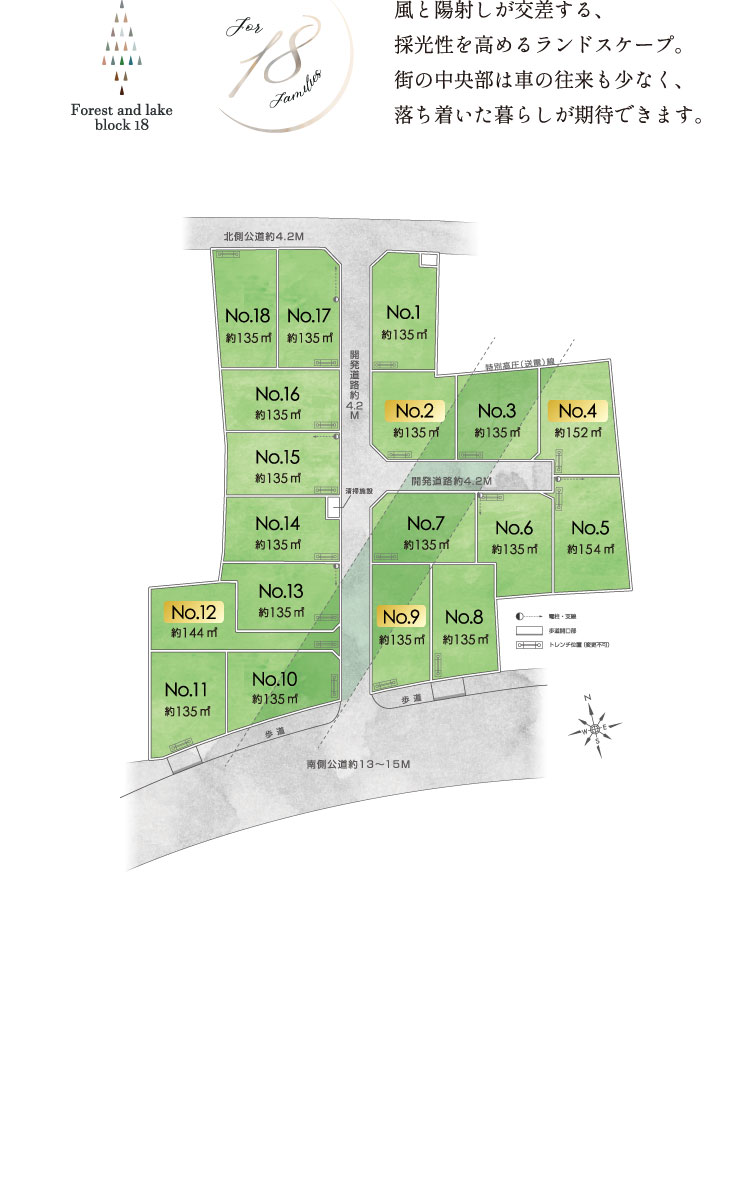 風と陽射しが交差する、
採光性を高めるランドスケープ。
街の中央部は車の往来も少なく、
落ち着いた暮らしが期待できます。
Forest and lake
block 18
For
18
Families
北側公道約4.2M
No.18
約135㎡
No.17
約135㎡
No.1
約135㎡
開発道路約4.2M
特別高圧(送電)線
No.16
約135㎡
No.2
約135㎡
No.3
約135㎡
No.4
約152㎡
No.15
約135㎡
開発道路約4.2M
清掃施設
No.14
約135㎡
No.7
約135㎡
No.6
約135㎡
No.5
約154㎡
No.13
約135㎡
No.12
約144㎡
No.9
約135㎡
No.8
約135㎡
電柱・支線
歩道開口部
トレンチ位置(変更不可)
No.11
約135㎡
No.10
約135㎡
歩道
歩道
南側公道約13〜15M
N
W
E
S